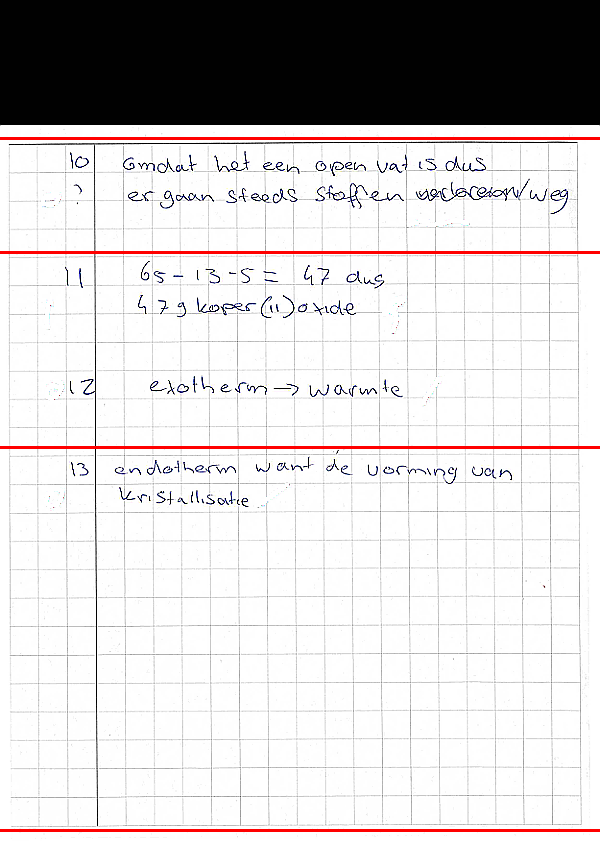 10 Omdat het een open vat is dus
? er gaan steeds stoffen verloren/weg
11 65 - 13 - 5 = 47 dus
47 g koper(II)oxide
12 exotherm → warmte
13 endotherm want de vorming van
kristallisatie